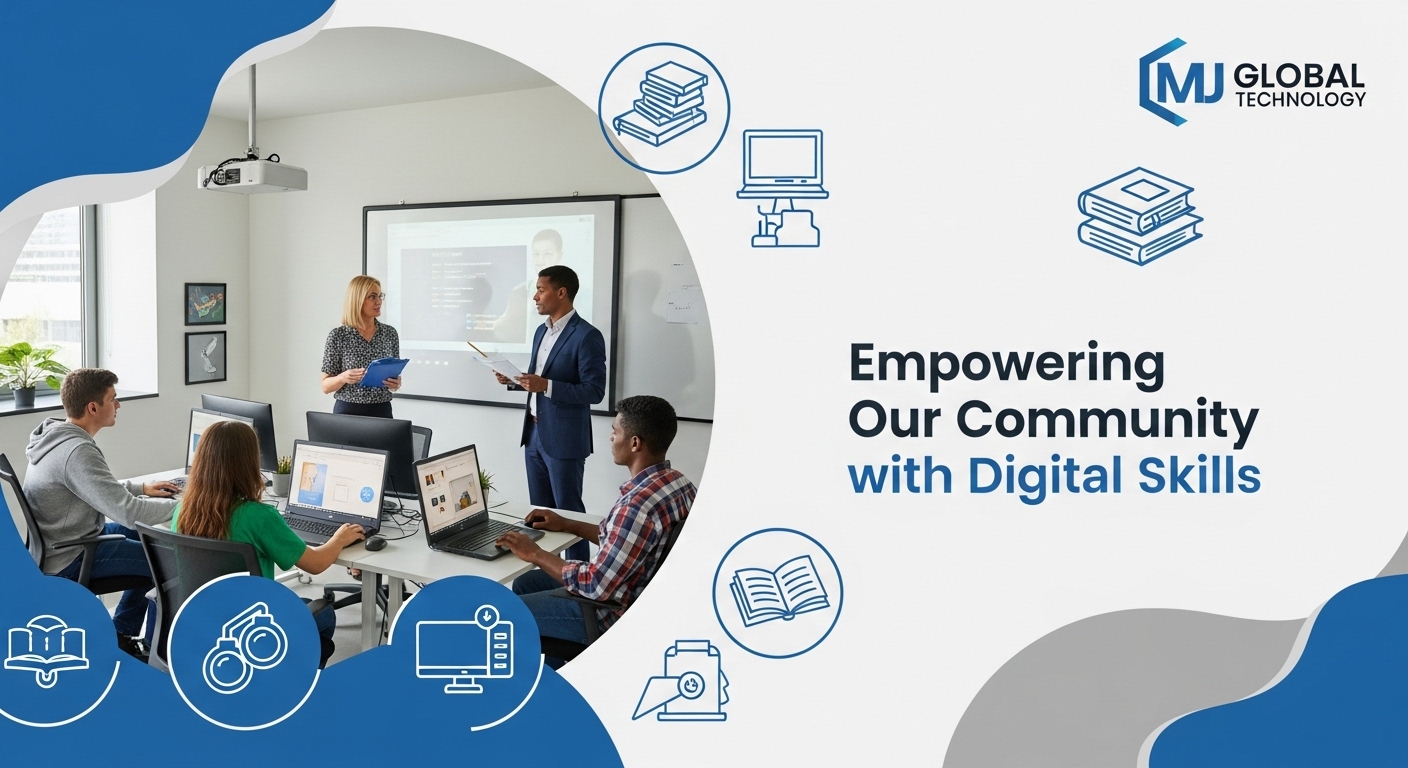 MJ GLOBAL
TECHNOLOGY
Empowering
Our Community
with Digital Skills